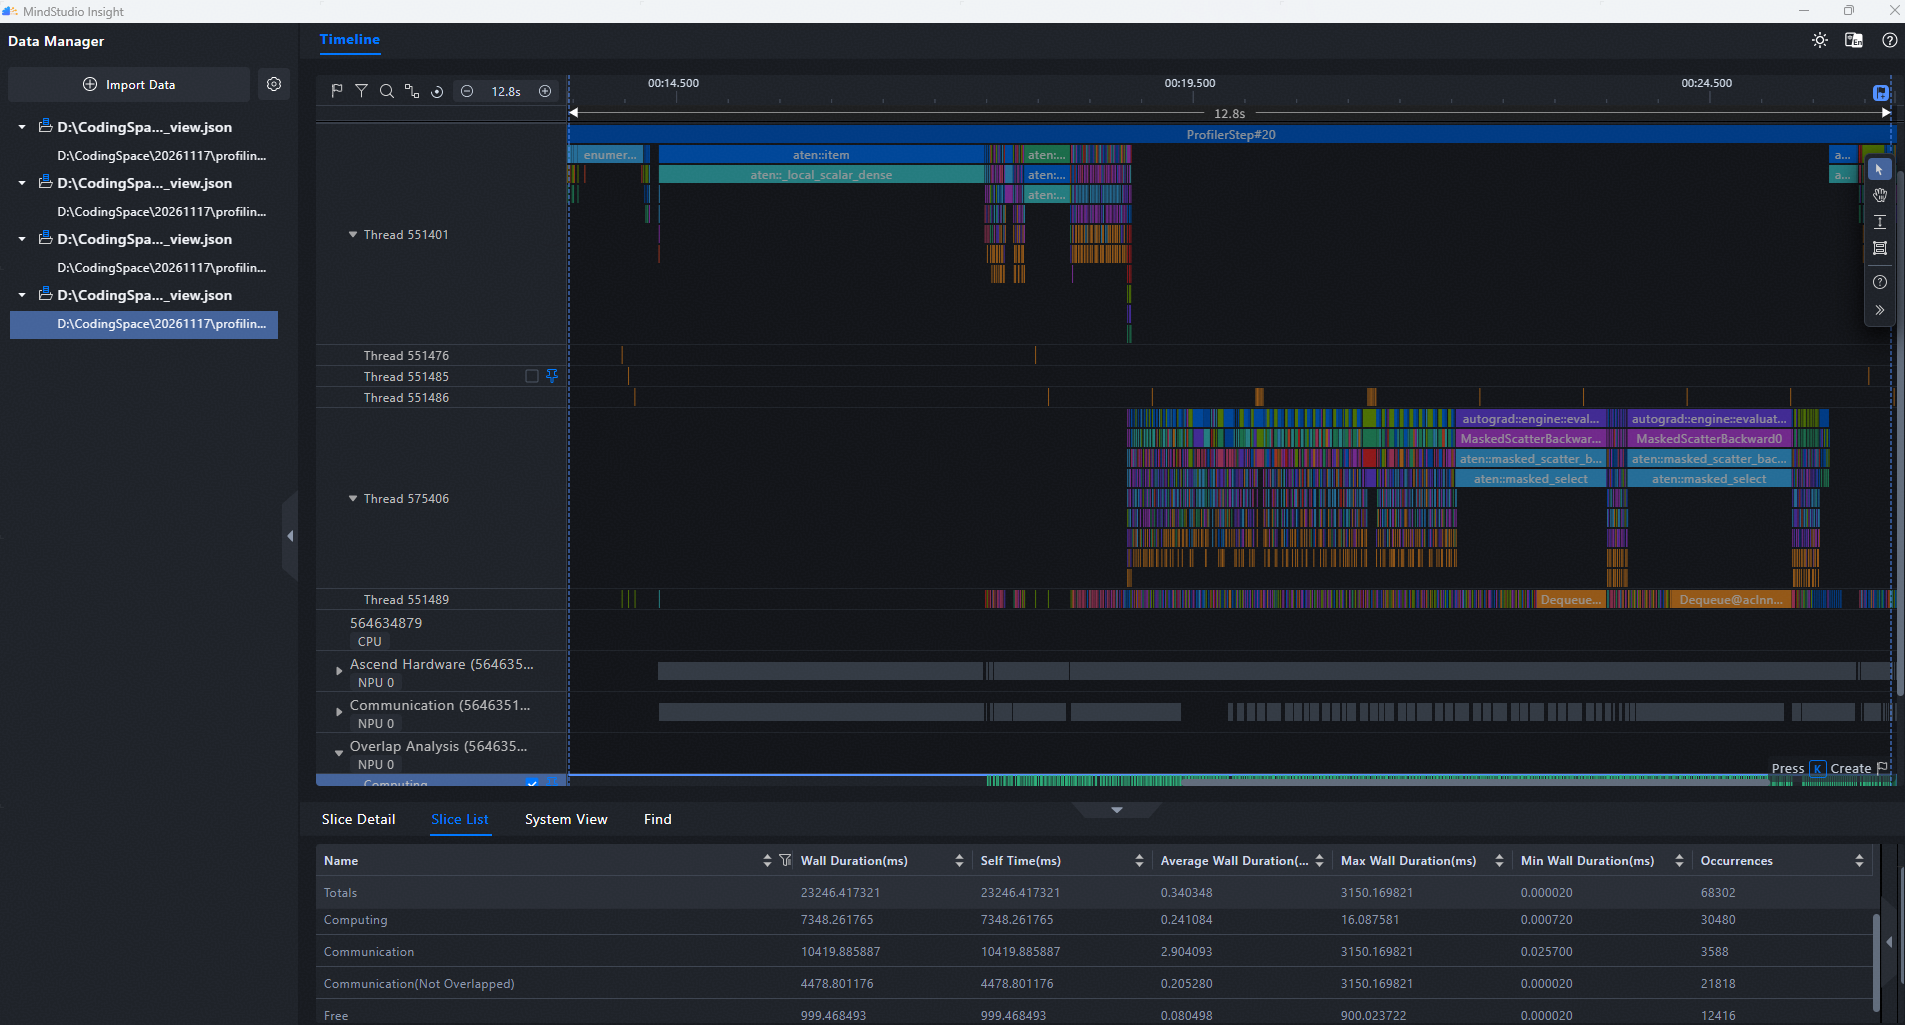 MindStudio Insight
Data Manager
Timeline
Import Data
D:\CodingSpa..._view.json
D:\CodingSpace\20261117\profilin...
D:\CodingSpa..._view.json
D:\CodingSpace\20261117\profilin...
D:\CodingSpa..._view.json
D:\CodingSpace\20261117\profilin...
D:\CodingSpa..._view.json
D:\CodingSpace\20261117\profilin...
12.8s
00:14.500 00:19.500 00:24.500
12.8s
ProfilerStep#20
enumer... aten::item aten:... a...
aten::_local_scalar_dense aten:... a...
aten:...
Thread 551401
Thread 551476
Thread 551485
Thread 551486
autograd::engine::eval... autograd::engine::evaluat...
MaskedScatterBackwar... MaskedScatterBackward0
aten::masked_scatter_b... aten::masked_scatter_bac...
aten::masked_select aten::masked_select
Thread 575406
Thread 551489 Dequeue... Dequeue@aclnn...
564634879
CPU
Ascend Hardware (564635...
NPU 0
Communication (5646351...
NPU 0
Overlap Analysis (564635...
NPU 0
Press K Create
Computing
Slice Detail Slice List System View Find
Name Wall Duration(ms) Self Time(ms) Average Wall Duration(... Max Wall Duration(ms) Min Wall Duration(ms) Occurrences
Totals 23246.417321 23246.417321 0.340348 3150.169821 0.000020 68302
Computing 7348.261765 7348.261765 0.241084 16.087581 0.000720 30480
Communication 10419.885887 10419.885887 2.904093 3150.169821 0.025700 3588
Communication(Not Overlapped) 4478.801176 4478.801176 0.205280 3150.169821 0.000020 21818
Free 999.468493 999.468493 0.080498 900.023722 0.000020 12416